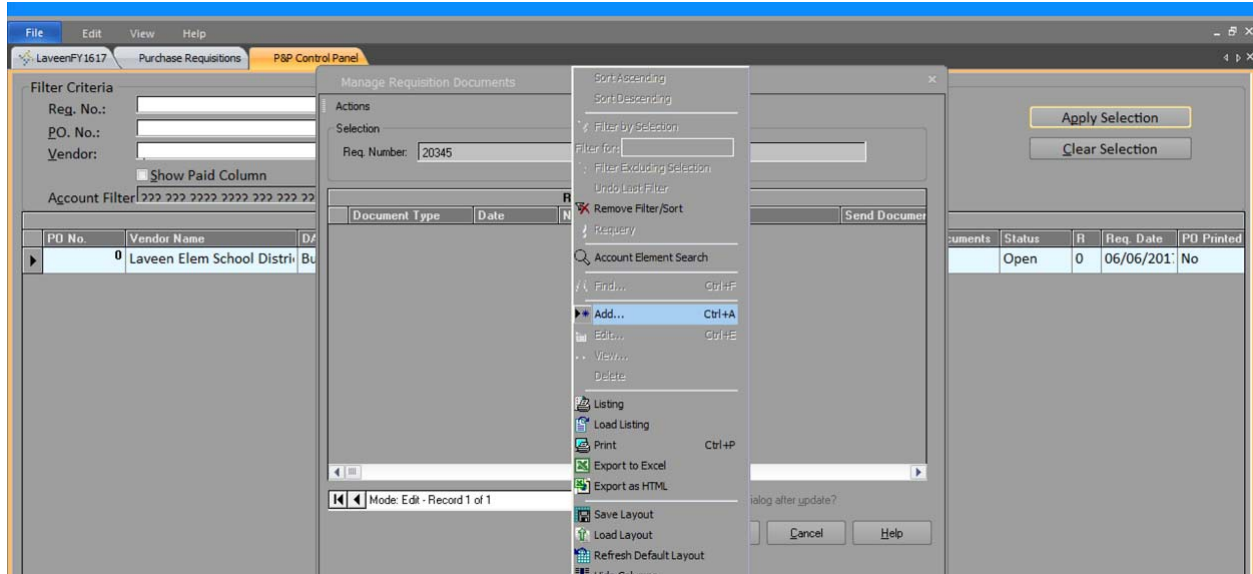 File Edit View Help
LaveenFY1617 Purchase Requisitions P&P Control Panel
Filter Criteria
Req. No.:
PO. No.:
Vendor:
Show Paid Column
Account Filter ??? ??? ???? ???? ??? ??? ??
Apply Selection
Clear Selection
PO No. Vendor Name Status R Req. Date PO Printed
0 Laveen Elem School Distri Bu Open 0 06/06/201 No
Manage Requisition Documents
Actions
Selection
Req. Number: 20345
Document Type Date Send Documen
Mode: Edit - Record 1 of 1
ialog after update?
Cancel Help
Sort Ascending
Sort Descending
Filter by Selection
Filter for:
Filter Excluding Selection
Undo Last Filter
Remove Filter/Sort
Requery
Account Element Search
Find... Ctrl+F
Add... Ctrl+A
Edit... Ctrl+E
View...
Delete
Listing
Load Listing
Print Ctrl+P
Export to Excel
Export as HTML
Save Layout
Load Layout
Refresh Default Layout
Hide Columns